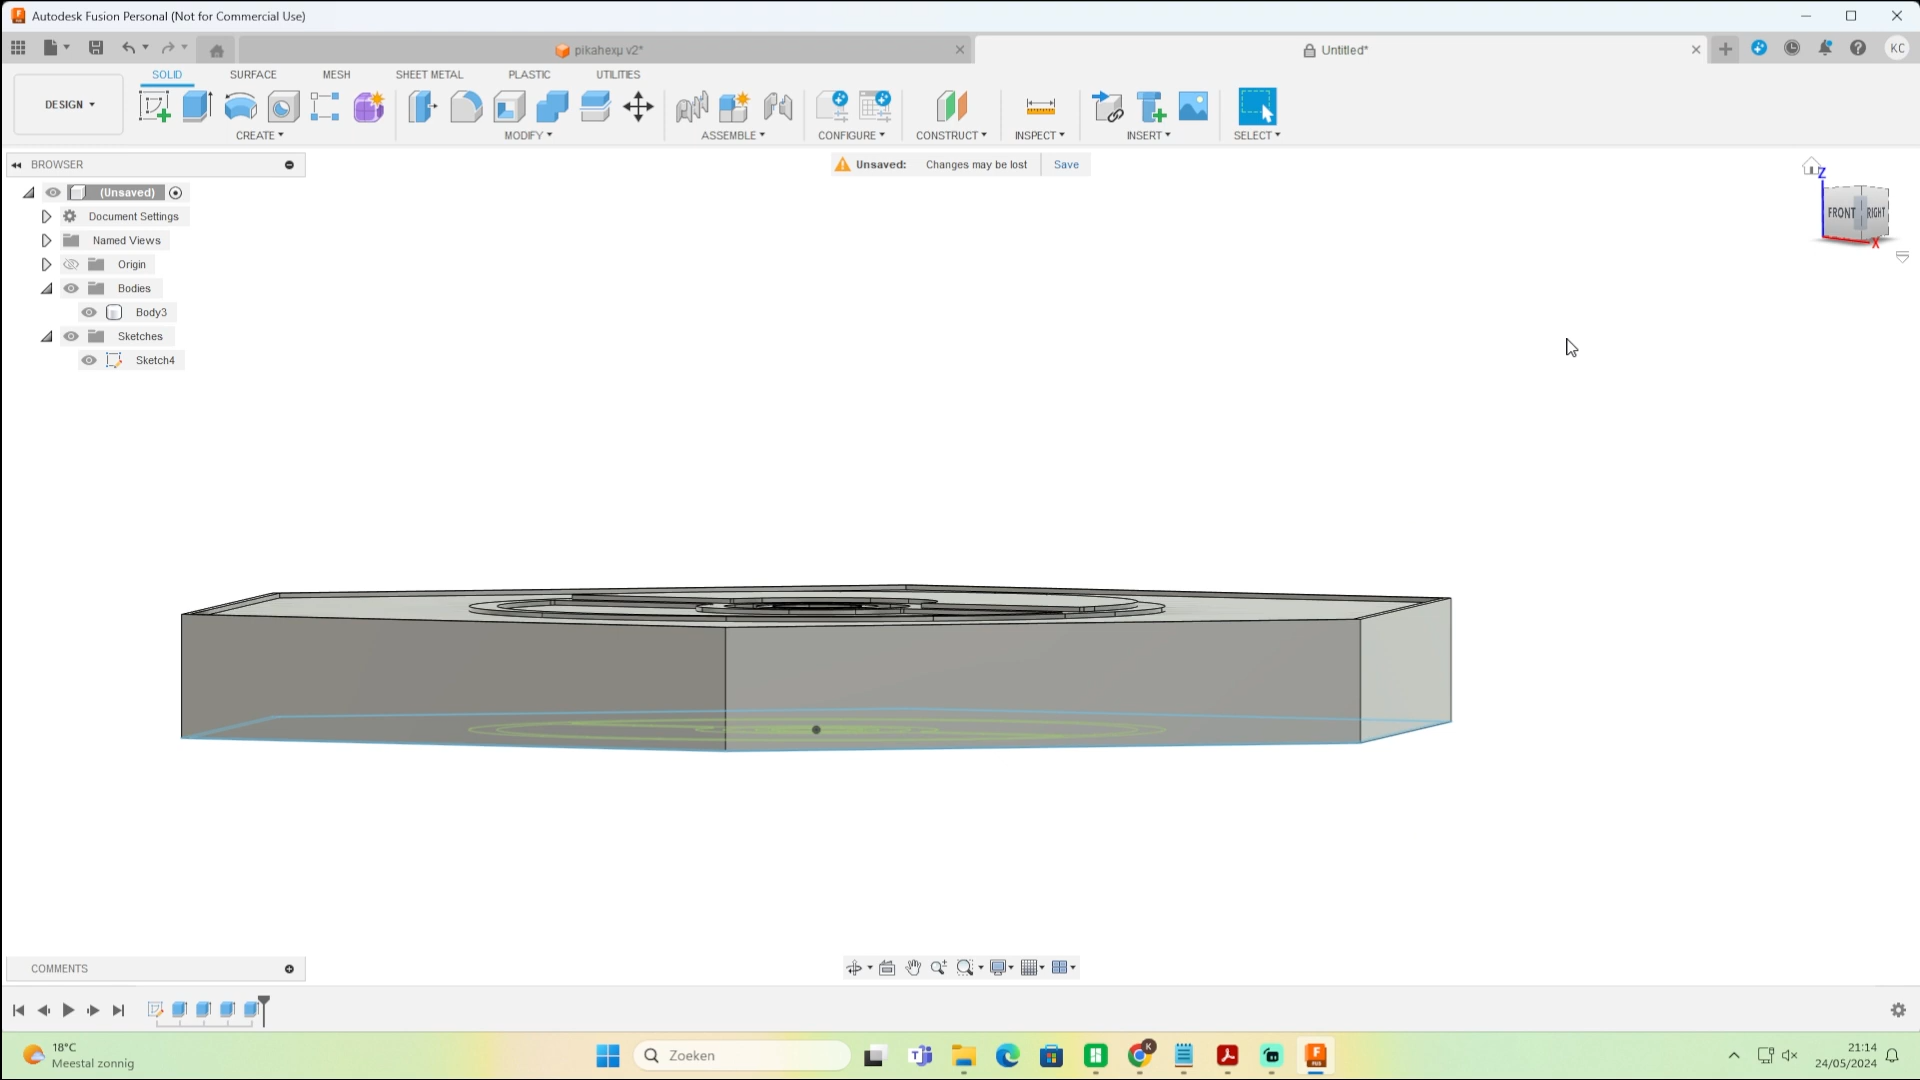 Autodesk Fusion Personal (Not for Commercial Use)
pikahexµ v2*
Untitled*
KC
DESIGN
SOLID
SURFACE
MESH
SHEET METAL
PLASTIC
UTILITIES
CREATE
MODIFY
ASSEMBLE
CONFIGURE
CONSTRUCT
INSPECT
INSERT
SELECT
BROWSER
Unsaved: Changes may be lost Save
(Unsaved)
Document Settings
Named Views
Origin
Bodies
Body3
Sketches
Sketch4
Z
FRONT
RIGHT
X
COMMENTS
18°C
Meestal zonnig
Zoeken
K
21:14
24/05/2024